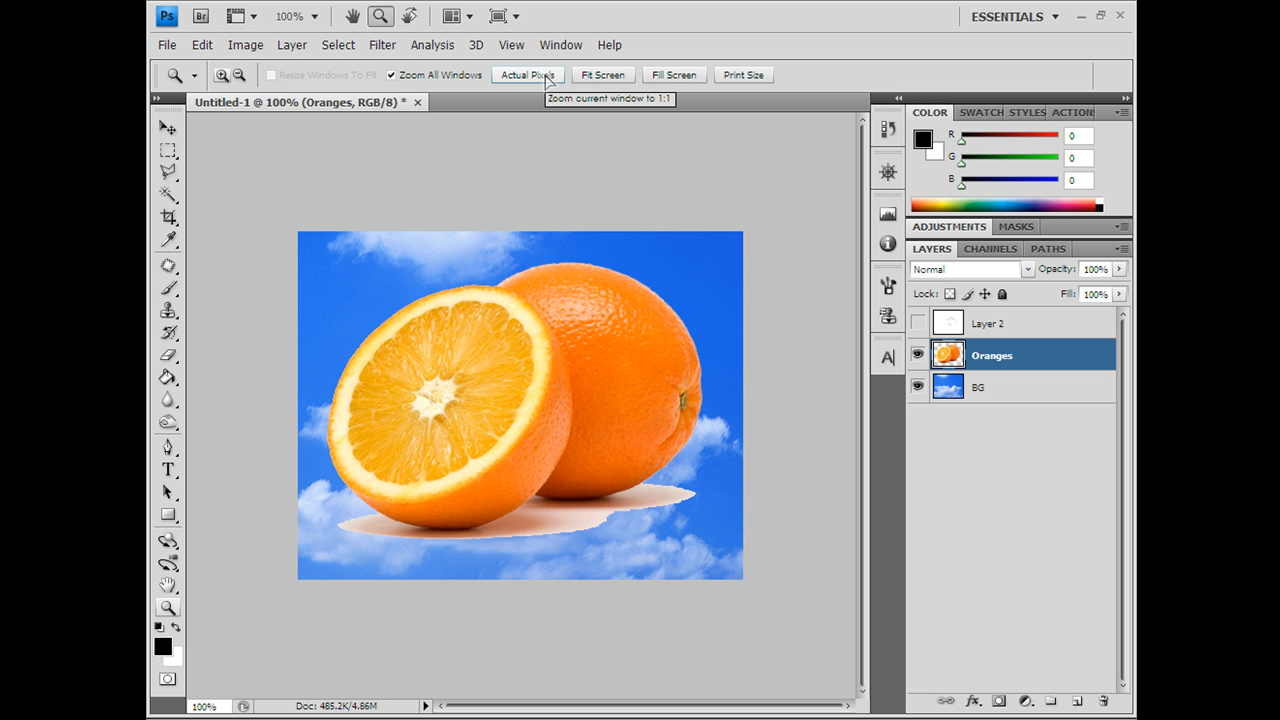 Ps Br 100% ESSENTIALS
File Edit Image Layer Select Filter Analysis 3D View Window Help
Resize Windows To Fit Zoom All Windows Actual Pixels Fit Screen Fill Screen Print Size
Zoom current window to 1:1
Untitled-1 @ 100% (Oranges, RGB/8) *
COLOR SWATCH STYLES ACTIONS
R 0
G 0
B 0
ADJUSTMENTS MASKS
LAYERS CHANNELS PATHS
Normal Opacity: 100%
Lock: Fill: 100%
Layer 2
Oranges
BG
A
T
100% Doc: 485.2K/4.86M